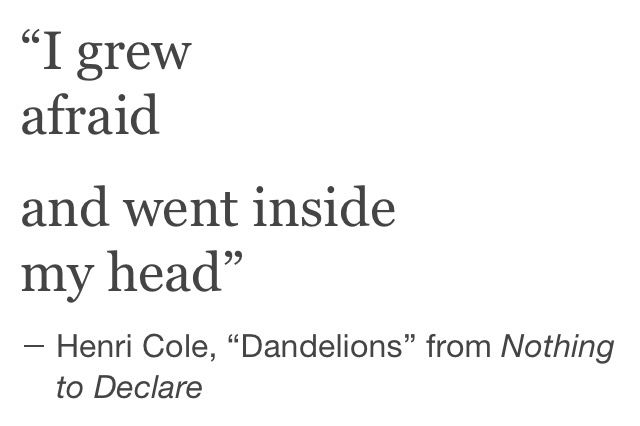 “I grew
afraid
and went inside
my head”
— Henri Cole, “Dandelions” from Nothing
to Declare